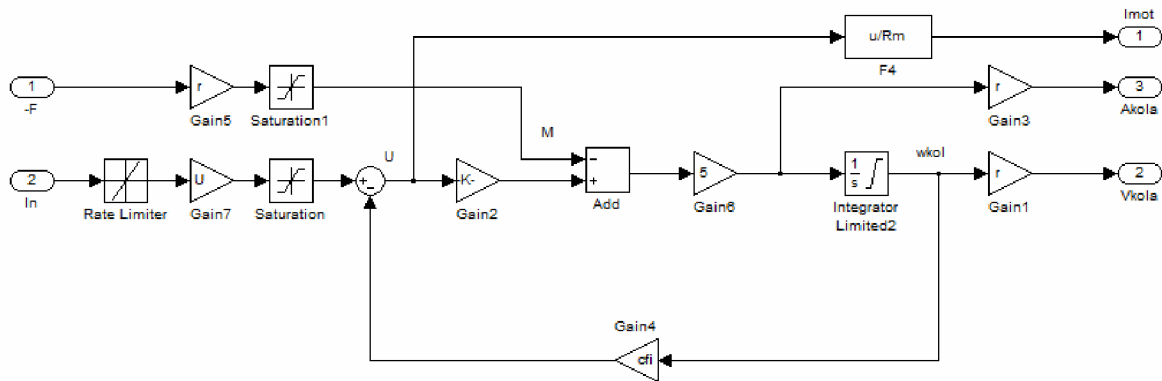 Imot
1
u/Rm
F4
1
-F
r
Gain5
Saturation1
r
Gain3
3
Akola
M
U
wkol
2
In
Rate Limiter
U
Gain7
Saturation
+
-
K-
Gain2
-
+
Add
5
Gain6
1
s
Integrator
Limited2
r
Gain1
2
Vkola
Gain4
cfi